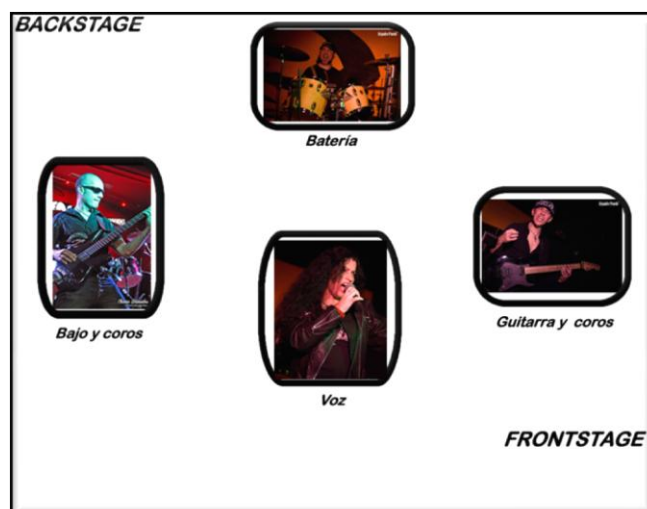 BACKSTAGE
Batería
Bajo y coros
Guitarra y coros
Voz
FRONTSTAGE